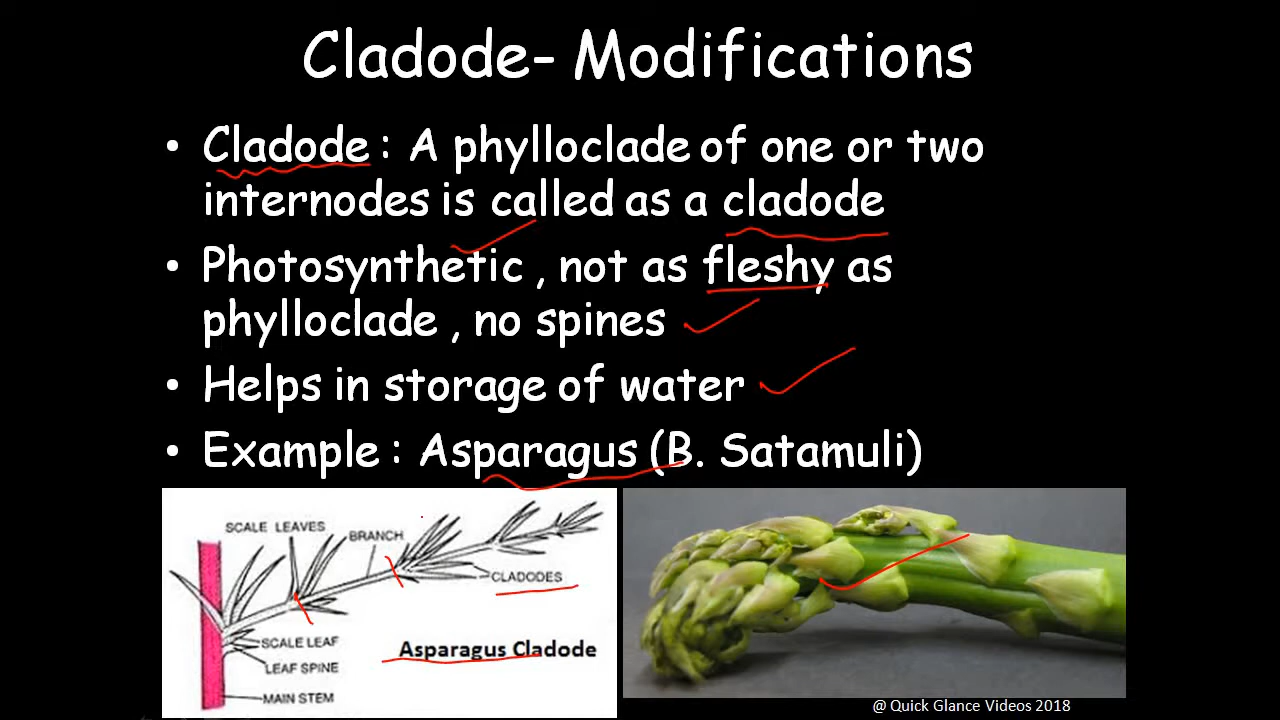 Cladode- Modifications
• Cladode : A phylloclade of one or two
internodes is called as a cladode
• Photosynthetic , not as fleshy as
phylloclade , no spines
• Helps in storage of water
• Example : Asparagus (B. Satamuli)
SCALE LEAVES
BRANCH
CLADODES
SCALE LEAF
Asparagus Cladode
LEAF SPINE
MAIN STEM
@ Quick Glance Videos 2018